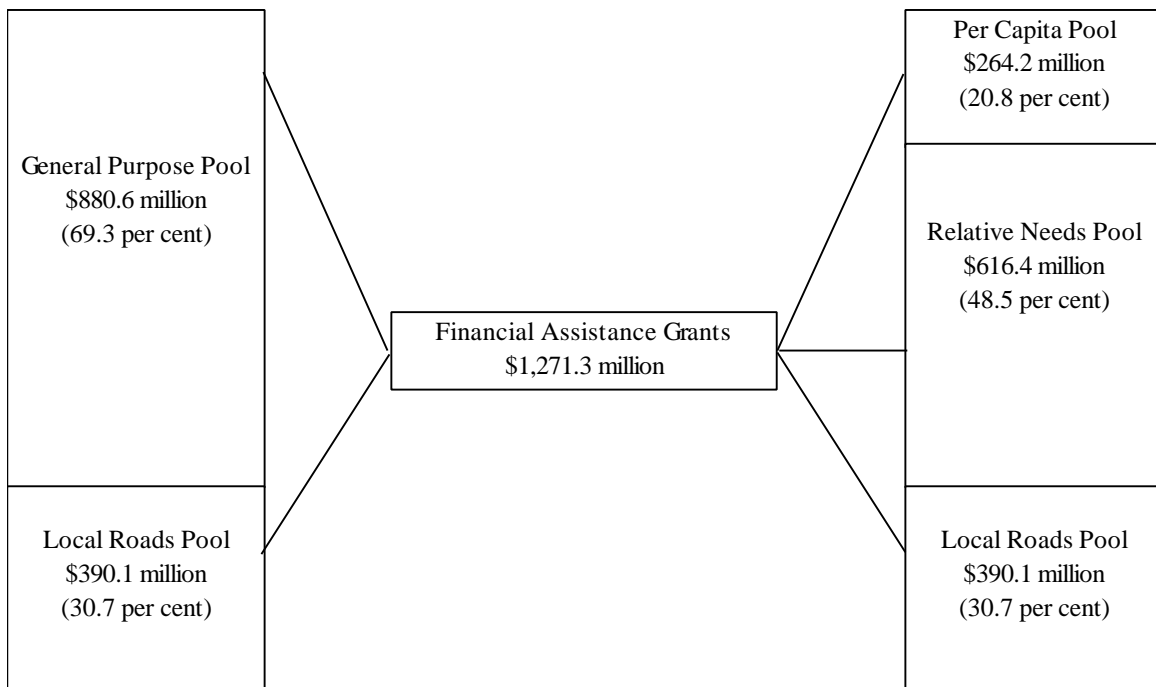 General Purpose Pool
$880.6 million
(69.3 per cent)
Local Roads Pool
$390.1 million
(30.7 per cent)
Financial Assistance Grants
$1,271.3 million
Per Capita Pool
$264.2 million
(20.8 per cent)
Relative Needs Pool
$616.4 million
(48.5 per cent)
Local Roads Pool
$390.1 million
(30.7 per cent)